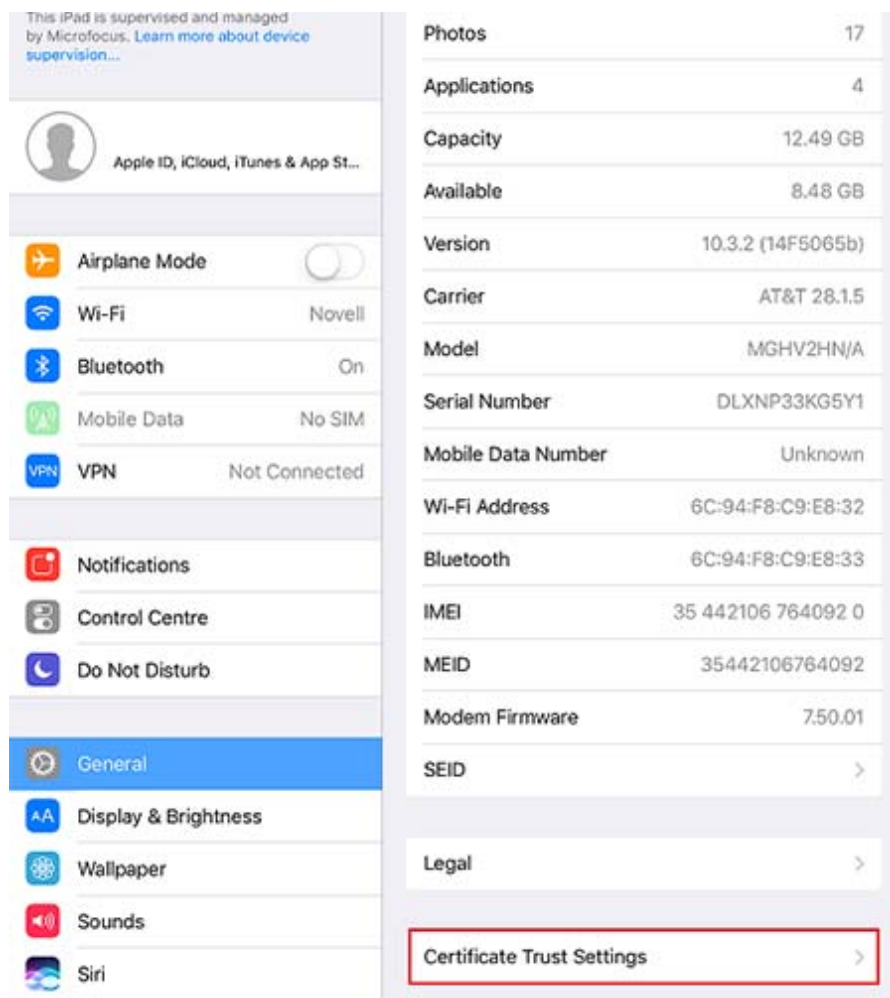 This iPad is supervised and managed
by Microfocus. Learn more about device
supervision...
Apple ID, iCloud, iTunes & App St...
Airplane Mode
Wi-Fi Novell
Bluetooth On
Mobile Data No SIM
VPN VPN Not Connected
Notifications
Control Centre
Do Not Disturb
General
AA Display & Brightness
Wallpaper
Sounds
Siri
Photos 17
Applications 4
Capacity 12.49 GB
Available 8.48 GB
Version 10.3.2 (14F5065b)
Carrier AT&T 28.1.5
Model MGHV2HN/A
Serial Number DLXNP33KG5Y1
Mobile Data Number Unknown
Wi-Fi Address 6C:94:F8:C9:E8:32
Bluetooth 6C:94:F8:C9:E8:33
IMEI 35 442106 764092 0
MEID 35442106764092
Modem Firmware 7.50.01
SEID
Legal
Certificate Trust Settings